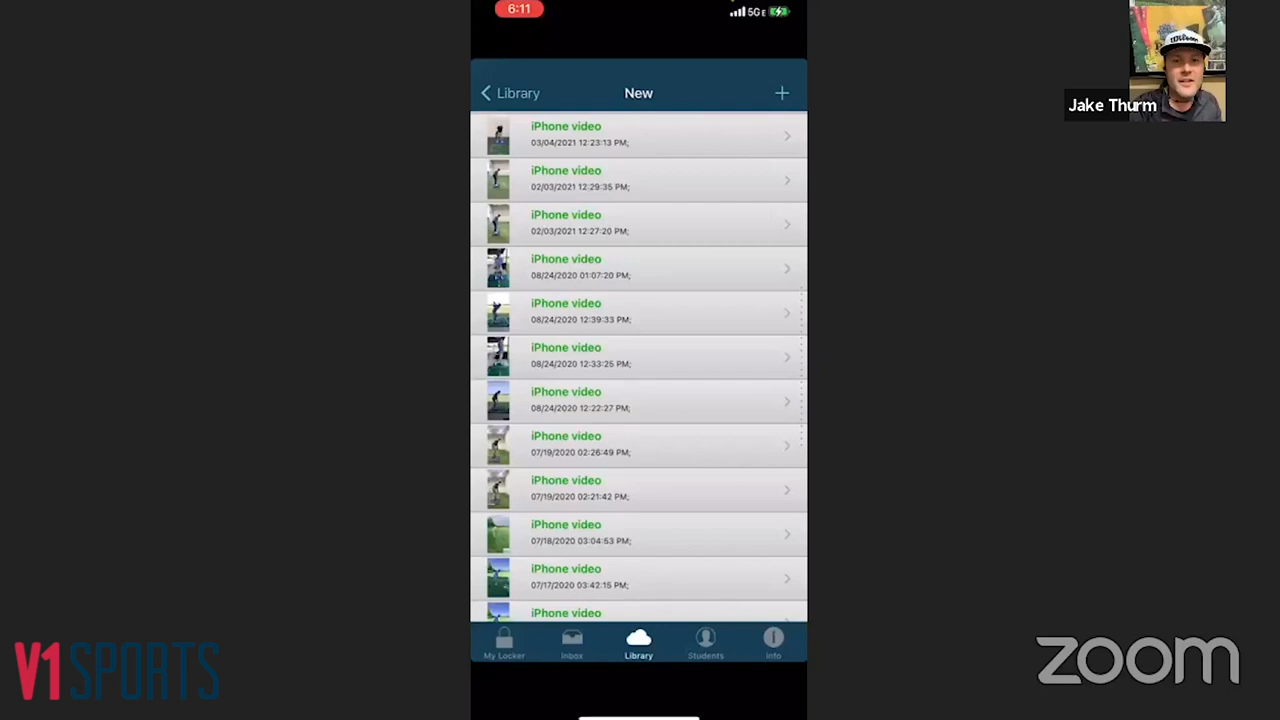 6:11
5G E
Library
New
iPhone video
03/04/2021 12:23:13 PM;
iPhone video
02/03/2021 12:29:35 PM;
iPhone video
02/03/2021 12:27:20 PM;
iPhone video
08/24/2020 01:07:20 PM;
iPhone video
08/24/2020 12:39:33 PM;
iPhone video
08/24/2020 12:33:25 PM;
iPhone video
08/24/2020 12:22:27 PM;
iPhone video
07/19/2020 02:26:49 PM;
iPhone video
07/19/2020 02:21:42 PM;
iPhone video
07/18/2020 03:04:53 PM;
iPhone video
07/17/2020 03:42:15 PM;
iPhone video
My Locker
Inbox
Library
Students
Info
Wilson
Jake Thurm
V1SPORTS
zoom